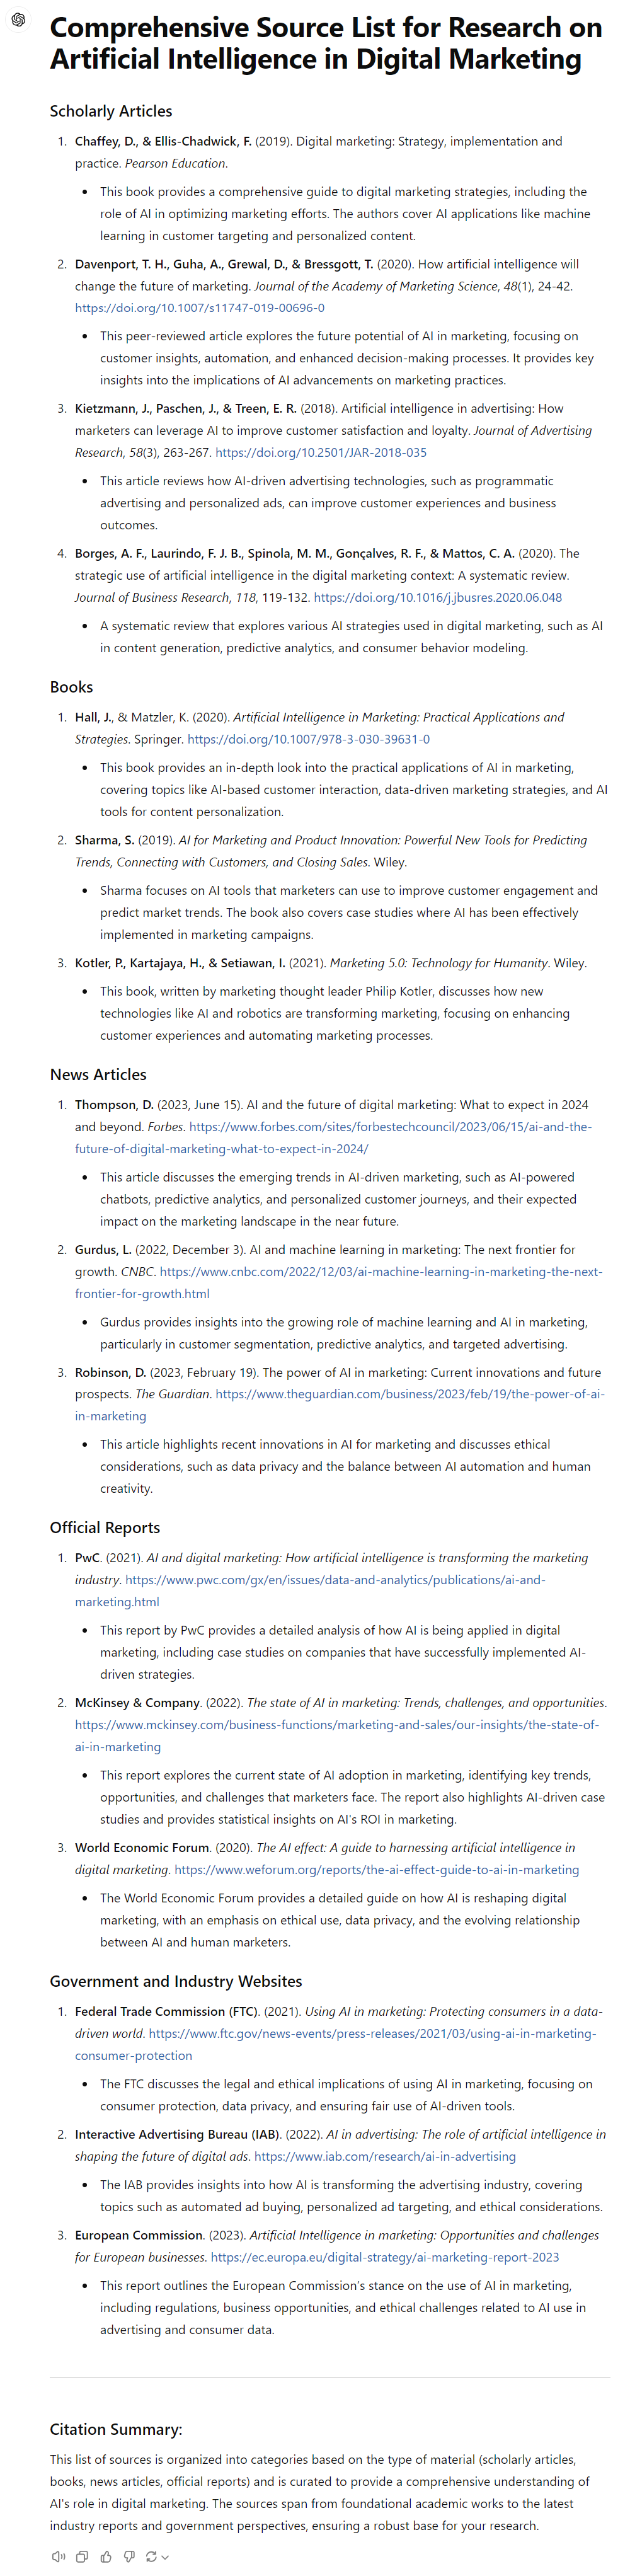 Comprehensive Source List for Research on
Artificial Intelligence in Digital Marketing
Scholarly Articles
1. Chaffey, D., & Ellis-Chadwick, F. (2019). Digital marketing: Strategy, implementation and
practice. Pearson Education.
• This book provides a comprehensive guide to digital marketing strategies, including the
role of AI in optimizing marketing efforts. The authors cover AI applications like machine
learning in customer targeting and personalized content.
2. Davenport, T. H., Guha, A., Grewal, D., & Bressgott, T. (2020). How artificial intelligence will
change the future of marketing. Journal of the Academy of Marketing Science, 48(1), 24-42.
https://doi.org/10.1007/s11747-019-00696-0
• This peer-reviewed article explores the future potential of AI in marketing, focusing on
customer insights, automation, and enhanced decision-making processes. It provides key
insights into the implications of AI advancements on marketing practices.
3. Kietzmann, J., Paschen, J., & Treen, E. R. (2018). Artificial intelligence in advertising: How
marketers can leverage AI to improve customer satisfaction and loyalty. Journal of Advertising
Research, 58(3), 263-267. https://doi.org/10.2501/JAR-2018-035
• This article reviews how AI-driven advertising technologies, such as programmatic
advertising and personalized ads, can improve customer experiences and business
outcomes.
4. Borges, A. F., Laurindo, F. J. B., Spinola, M. M., Gonçalves, R. F., & Mattos, C. A. (2020). The
strategic use of artificial intelligence in the digital marketing context: A systematic review.
Journal of Business Research, 118, 119-132. https://doi.org/10.1016/j.jbusres.2020.06.048
• A systematic review that explores various AI strategies used in digital marketing, such as AI
in content generation, predictive analytics, and consumer behavior modeling.
Books
1. Hall, J., & Matzler, K. (2020). Artificial Intelligence in Marketing: Practical Applications and
Strategies. Springer. https://doi.org/10.1007/978-3-030-39631-0
• This book provides an in-depth look into the practical applications of AI in marketing,
covering topics like AI-based customer interaction, data-driven marketing strategies, and AI
tools for content personalization.
2. Sharma, S. (2019). AI for Marketing and Product Innovation: Powerful New Tools for Predicting
Trends, Connecting with Customers, and Closing Sales. Wiley.
• Sharma focuses on AI tools that marketers can use to improve customer engagement and
predict market trends. The book also covers case studies where AI has been effectively
implemented in marketing campaigns.
3. Kotler, P., Kartajaya, H., & Setiawan, I. (2021). Marketing 5.0: Technology for Humanity. Wiley.
• This book, written by marketing thought leader Philip Kotler, discusses how new
technologies like AI and robotics are transforming marketing, focusing on enhancing
customer experiences and automating marketing processes.
News Articles
1. Thompson, D. (2023, June 15). AI and the future of digital marketing: What to expect in 2024
and beyond. Forbes. https://www.forbes.com/sites/forbestechcouncil/2023/06/15/ai-and-the-
future-of-digital-marketing-what-to-expect-in-2024/
• This article discusses the emerging trends in AI-driven marketing, such as AI-powered
chatbots, predictive analytics, and personalized customer journeys, and their expected
impact on the marketing landscape in the near future.
2. Gurdus, L. (2022, December 3). AI and machine learning in marketing: The next frontier for
growth. CNBC. https://www.cnbc.com/2022/12/03/ai-machine-learning-in-marketing-the-next-
frontier-for-growth.html
• Gurdus provides insights into the growing role of machine learning and AI in marketing,
particularly in customer segmentation, predictive analytics, and targeted advertising.
3. Robinson, D. (2023, February 19). The power of AI in marketing: Current innovations and future
prospects. The Guardian. https://www.theguardian.com/business/2023/feb/19/the-power-of-ai-
in-marketing
• This article highlights recent innovations in AI for marketing and discusses ethical
considerations, such as data privacy and the balance between AI automation and human
creativity.
Official Reports
1. PwC. (2021). AI and digital marketing: How artificial intelligence is transforming the marketing
industry. https://www.pwc.com/gx/en/issues/data-and-analytics/publications/ai-and-
marketing.html
• This report by PwC provides a detailed analysis of how AI is being applied in digital
marketing, including case studies on companies that have successfully implemented AI-
driven strategies.
2. McKinsey & Company. (2022). The state of AI in marketing: Trends, challenges, and opportunities.
https://www.mckinsey.com/business-functions/marketing-and-sales/our-insights/the-state-of-
ai-in-marketing
• This report explores the current state of AI adoption in marketing, identifying key trends,
opportunities, and challenges that marketers face. The report also highlights AI-driven case
studies and provides statistical insights on AI's ROI in marketing.
3. World Economic Forum. (2020). The AI effect: A guide to harnessing artificial intelligence in
digital marketing. https://www.weforum.org/reports/the-ai-effect-guide-to-ai-in-marketing
• The World Economic Forum provides a detailed guide on how AI is reshaping digital
marketing, with an emphasis on ethical use, data privacy, and the evolving relationship
between AI and human marketers.
Government and Industry Websites
1. Federal Trade Commission (FTC). (2021). Using AI in marketing: Protecting consumers in a data-
driven world. https://www.ftc.gov/news-events/press-releases/2021/03/using-ai-in-marketing-
consumer-protection
• The FTC discusses the legal and ethical implications of using AI in marketing, focusing on
consumer protection, data privacy, and ensuring fair use of AI-driven tools.
2. Interactive Advertising Bureau (IAB). (2022). AI in advertising: The role of artificial intelligence in
shaping the future of digital ads. https://www.iab.com/research/ai-in-advertising
• The IAB provides insights into how AI is transforming the advertising industry, covering
topics such as automated ad buying, personalized ad targeting, and ethical considerations.
3. European Commission. (2023). Artificial Intelligence in marketing: Opportunities and challenges
for European businesses. https://ec.europa.eu/digital-strategy/ai-marketing-report-2023
• This report outlines the European Commission's stance on the use of AI in marketing,
including regulations, business opportunities, and ethical challenges related to AI use in
advertising and consumer data.
Citation Summary:
This list of sources is organized into categories based on the type of material (scholarly articles,
books, news articles, official reports) and is curated to provide a comprehensive understanding of
AI's role in digital marketing. The sources span from foundational academic works to the latest
industry reports and government perspectives, ensuring a robust base for your research.